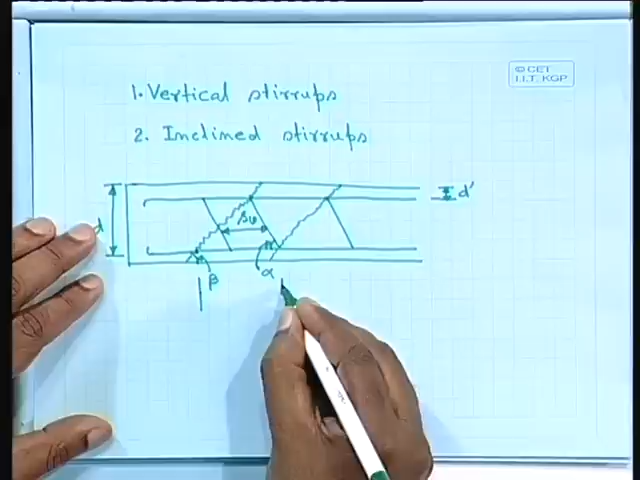 © CET
I.I.T. KGP
1. Vertical stirrups
2. Inclined stirrups
d'
d
sv
β
α